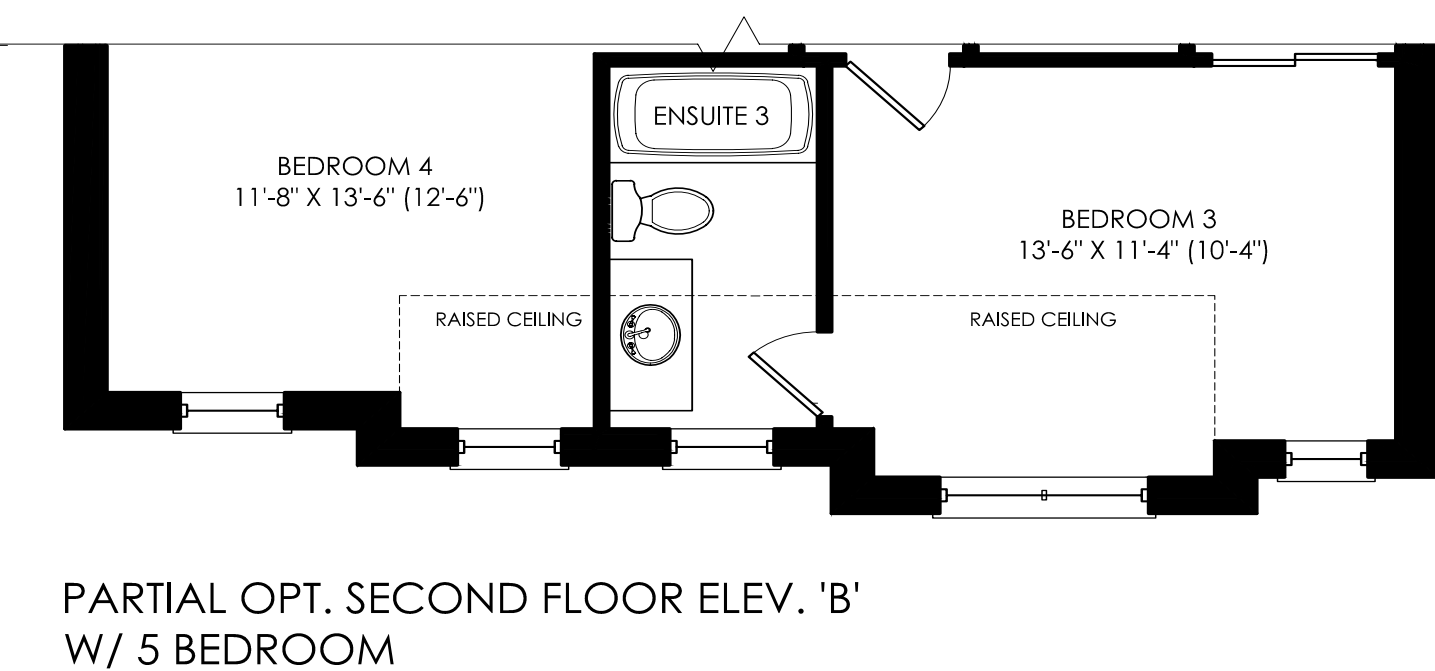 ENSUITE 3
BEDROOM 4
11'-8" X 13'-6" (12'-6")
BEDROOM 3
13'-6" X 11'-4" (10'-4")
RAISED CEILING
RAISED CEILING
PARTIAL OPT. SECOND FLOOR ELEV. 'B'
W/ 5 BEDROOM